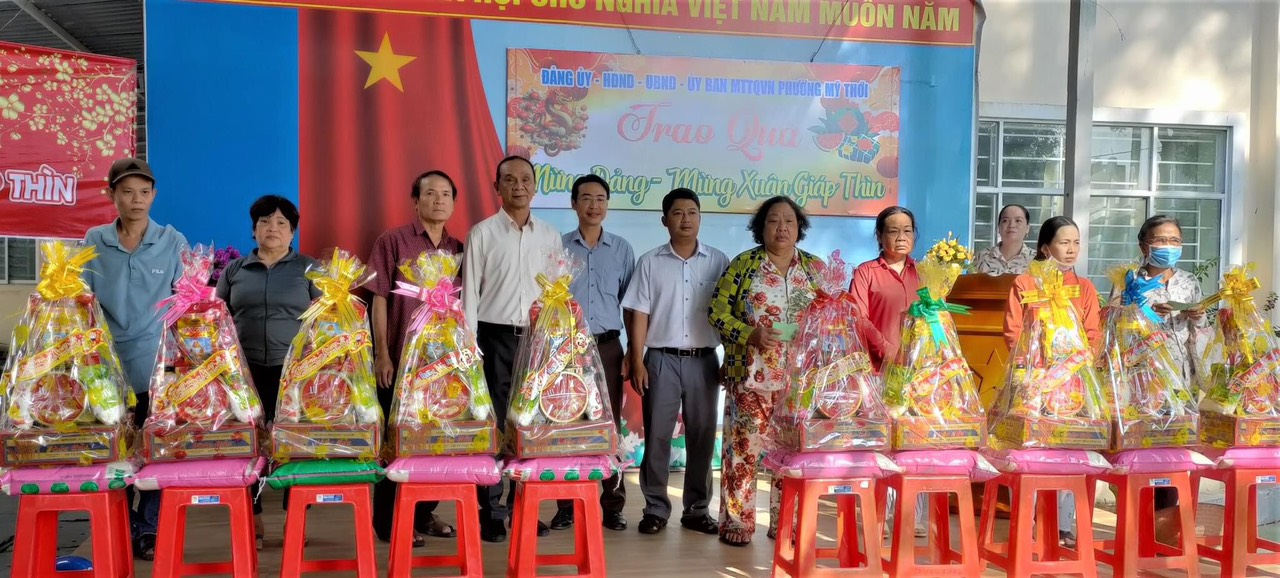 HỘI CHỦ NGHĨA VIỆT NAM MUÔN NĂM
ĐẢNG ỦY - HĐND - UBND - ỦY BAN MTTQVN PHƯỜNG MỸ THỚI
Trao Quà
Mừng Đảng - Mừng Xuân Giáp Thìn
THÌN
FILA